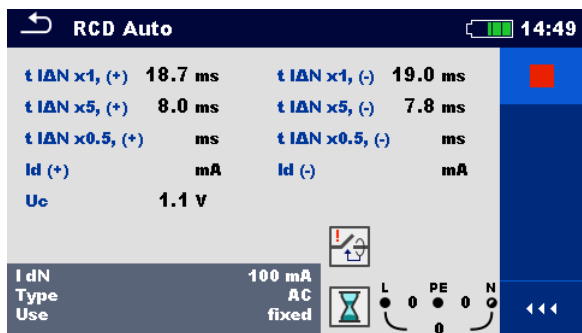 RCD Auto 14:49
t IΔN x1, (+) 18.7 ms t IΔN x1, (-) 19.0 ms
t IΔN x5, (+) 8.0 ms t IΔN x5, (-) 7.8 ms
t IΔN x0.5, (+) ms t IΔN x0.5, (-) ms
Id (+) mA Id (-) mA
Uc 1.1 V
I dN 100 mA
Type AC
Use fixed
L PE N
0 0
0